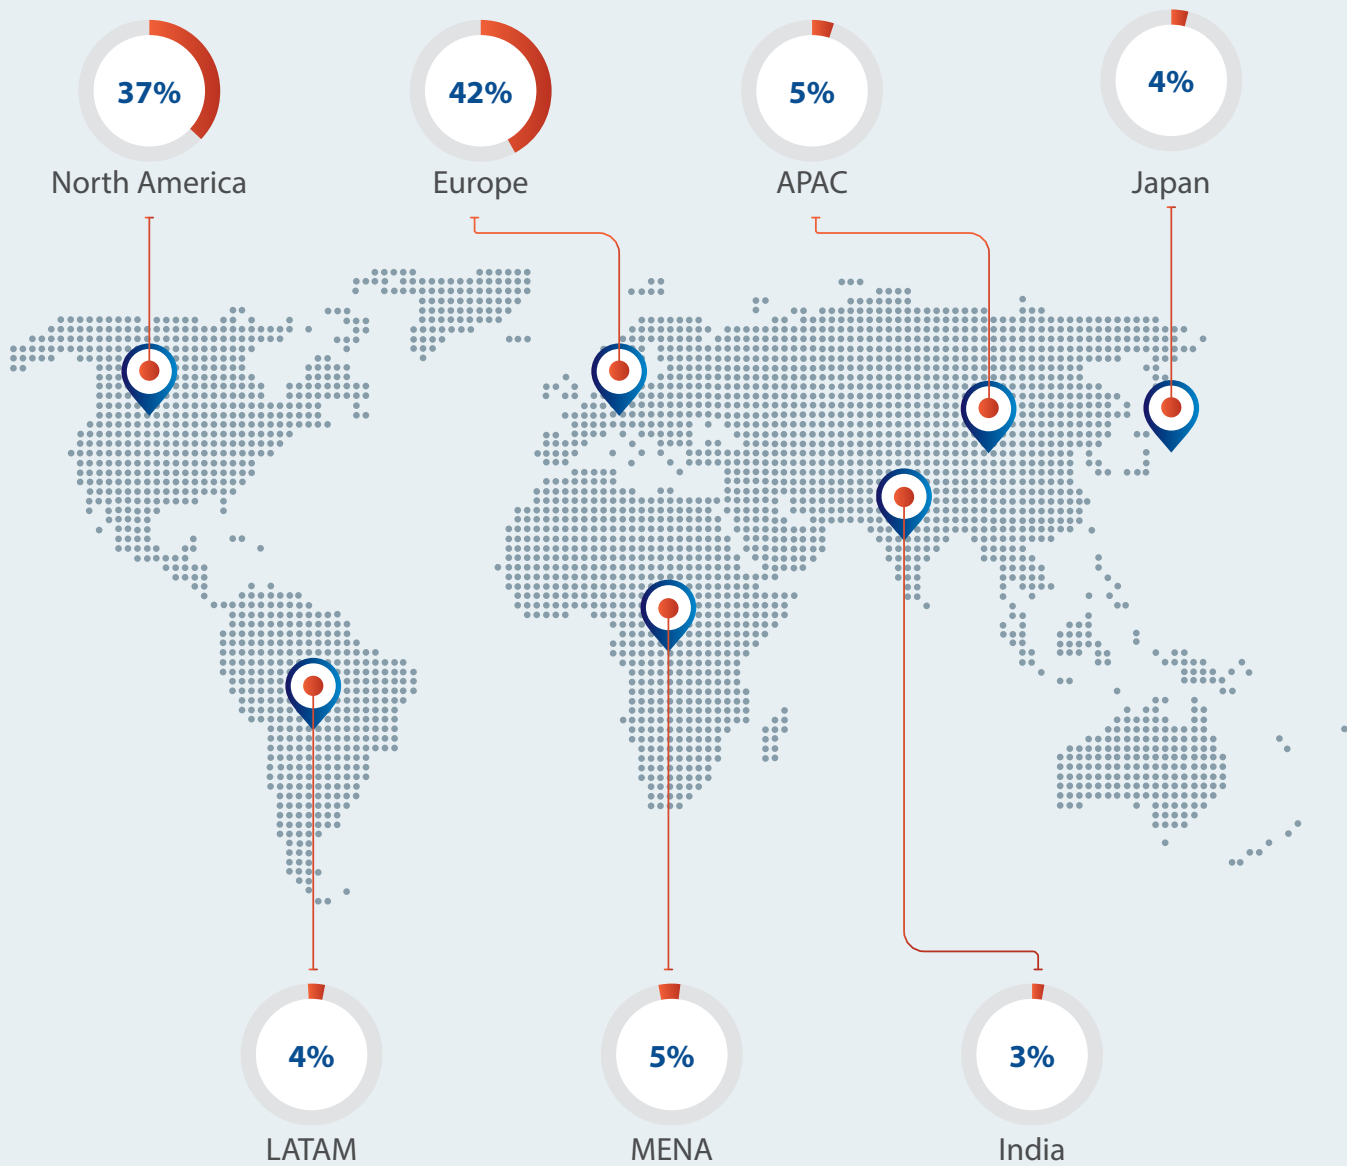 37%
North America
42%
Europe
5%
APAC
4%
Japan
4%
LATAM
5%
MENA
3%
India